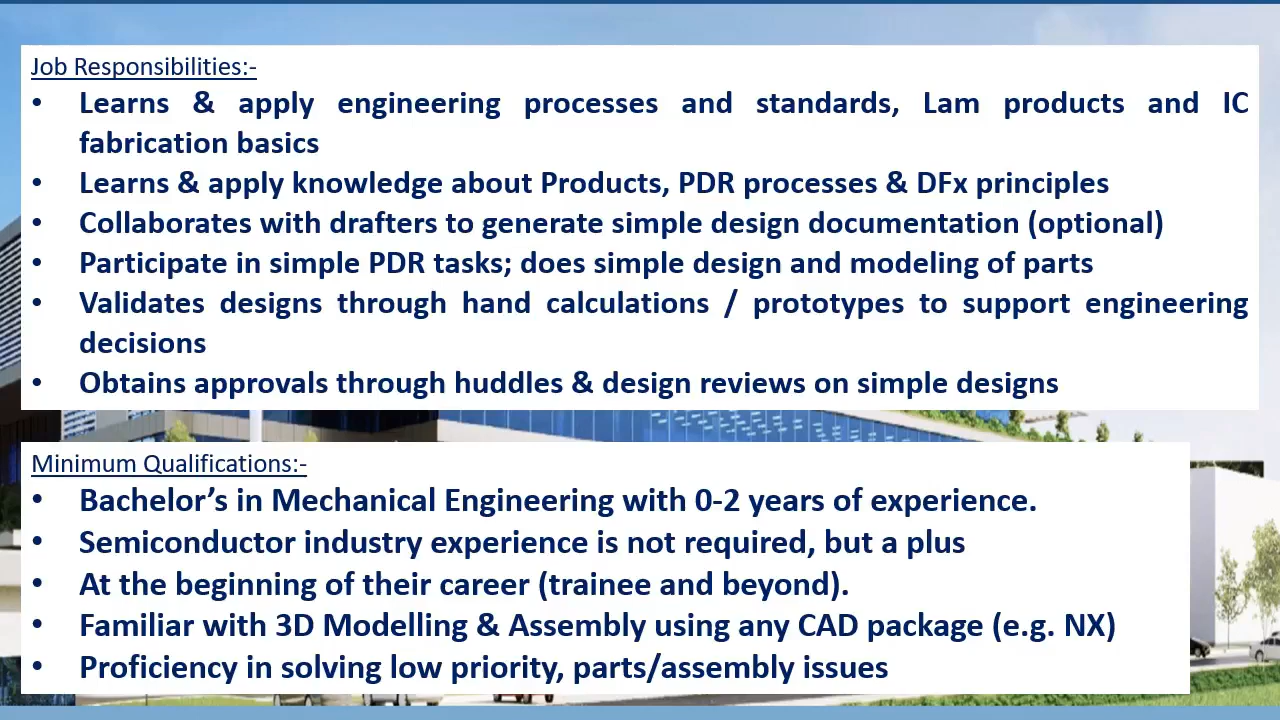 Job Responsibilities:-
• Learns & apply engineering processes and standards, Lam products and IC
fabrication basics
• Learns & apply knowledge about Products, PDR processes & DFx principles
• Collaborates with drafters to generate simple design documentation (optional)
• Participate in simple PDR tasks; does simple design and modeling of parts
• Validates designs through hand calculations / prototypes to support engineering
decisions
• Obtains approvals through huddles & design reviews on simple designs
Minimum Qualifications:-
• Bachelor’s in Mechanical Engineering with 0-2 years of experience.
• Semiconductor industry experience is not required, but a plus
• At the beginning of their career (trainee and beyond).
• Familiar with 3D Modelling & Assembly using any CAD package (e.g. NX)
• Proficiency in solving low priority, parts/assembly issues